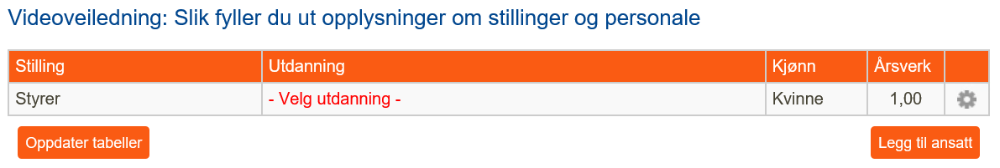 Videoveiledning: Slik fyller du ut opplysninger om stillinger og personale
Stilling Utdanning Kjønn Årsverk
Styrer - Velg utdanning - Kvinne 1,00
Oppdater tabeller Legg til ansatt